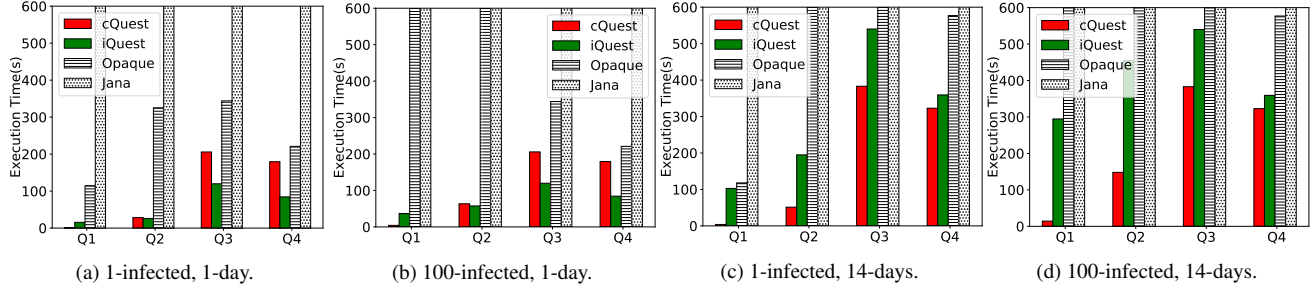 600
500
400
300
200
100
0
Execution Time(s)
cQuest
iQuest
Opaque
Jana
Q1 Q2 Q3 Q4
(a) 1-infected, 1-day.
600
500
400
300
200
100
0
Execution Time(s)
cQuest
iQuest
Opaque
Jana
Q1 Q2 Q3 Q4
(b) 100-infected, 1-day.
600
500
400
300
200
100
0
Execution Time(s)
cQuest
iQuest
Opaque
Jana
Q1 Q2 Q3 Q4
(c) 1-infected, 14-days.
600
500
400
300
200
100
0
Execution Time(s)
cQuest
iQuest
Opaque
Jana
Q1 Q2 Q3 Q4
(d) 100-infected, 14-days.